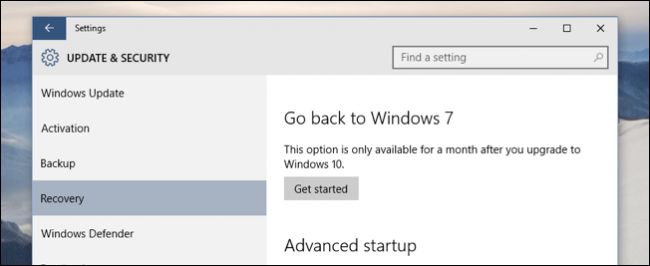 Settings
UPDATE & SECURITY
Find a setting
Windows Update
Activation
Backup
Recovery
Windows Defender
Go back to Windows 7
This option is only available for a month after you upgrade to
Windows 10.
Get started
Advanced startup